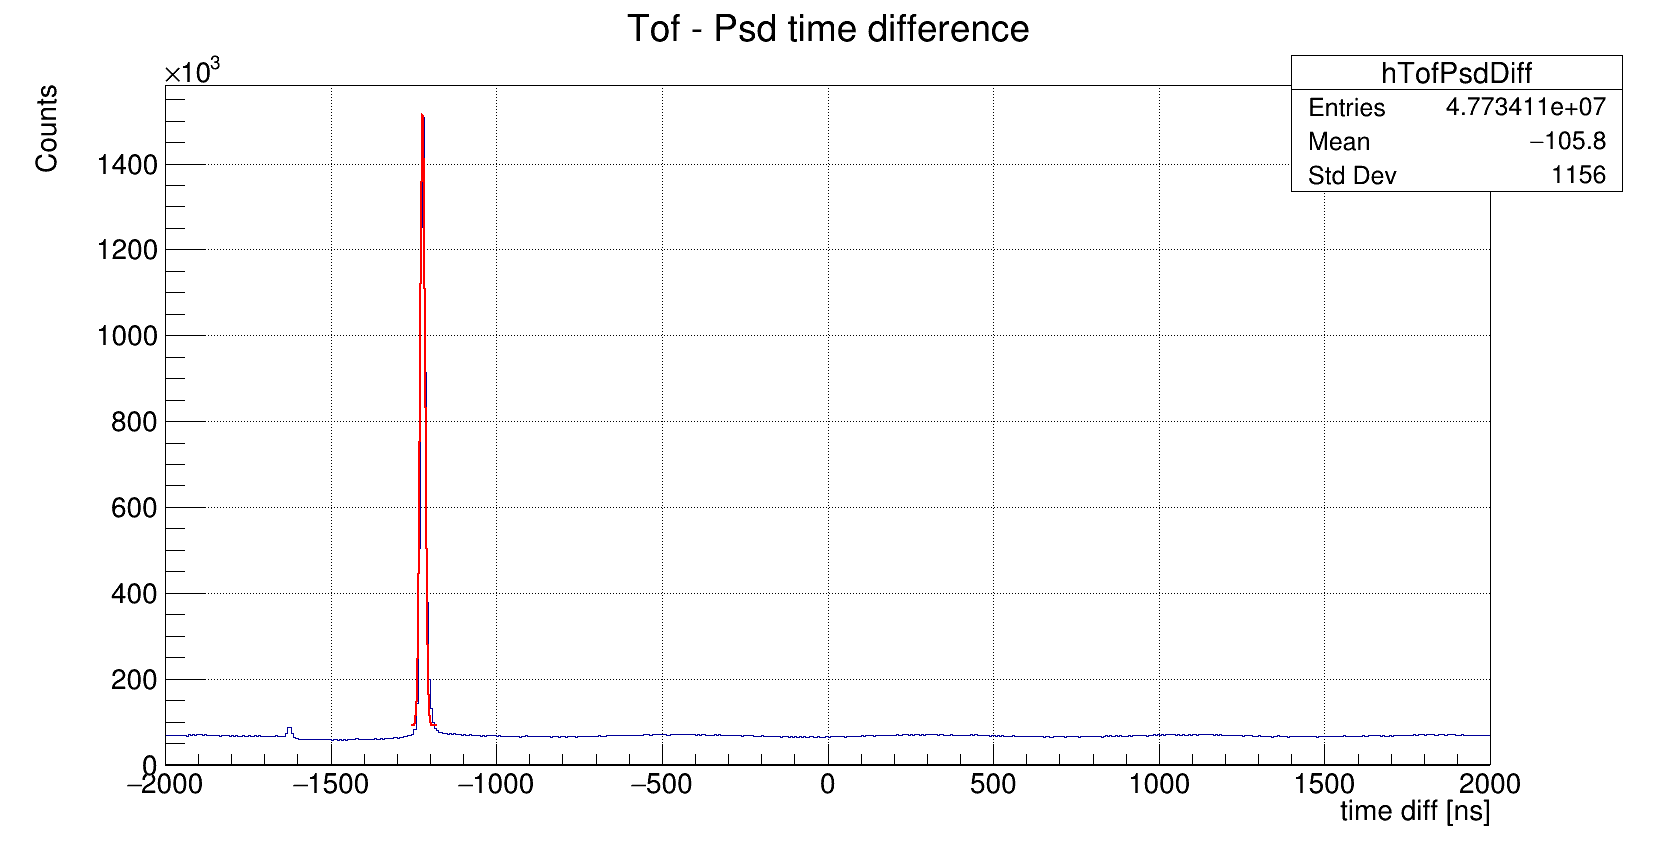 Tof - Psd time difference
×10³
Counts
hTofPsdDiff
Entries 4.773411e+07
Mean −105.8
Std Dev 1156
1400
1200
1000
800
600
400
200
0
−2000 −1500 −1000 −500 0 500 1000 1500 2000
time diff [ns]